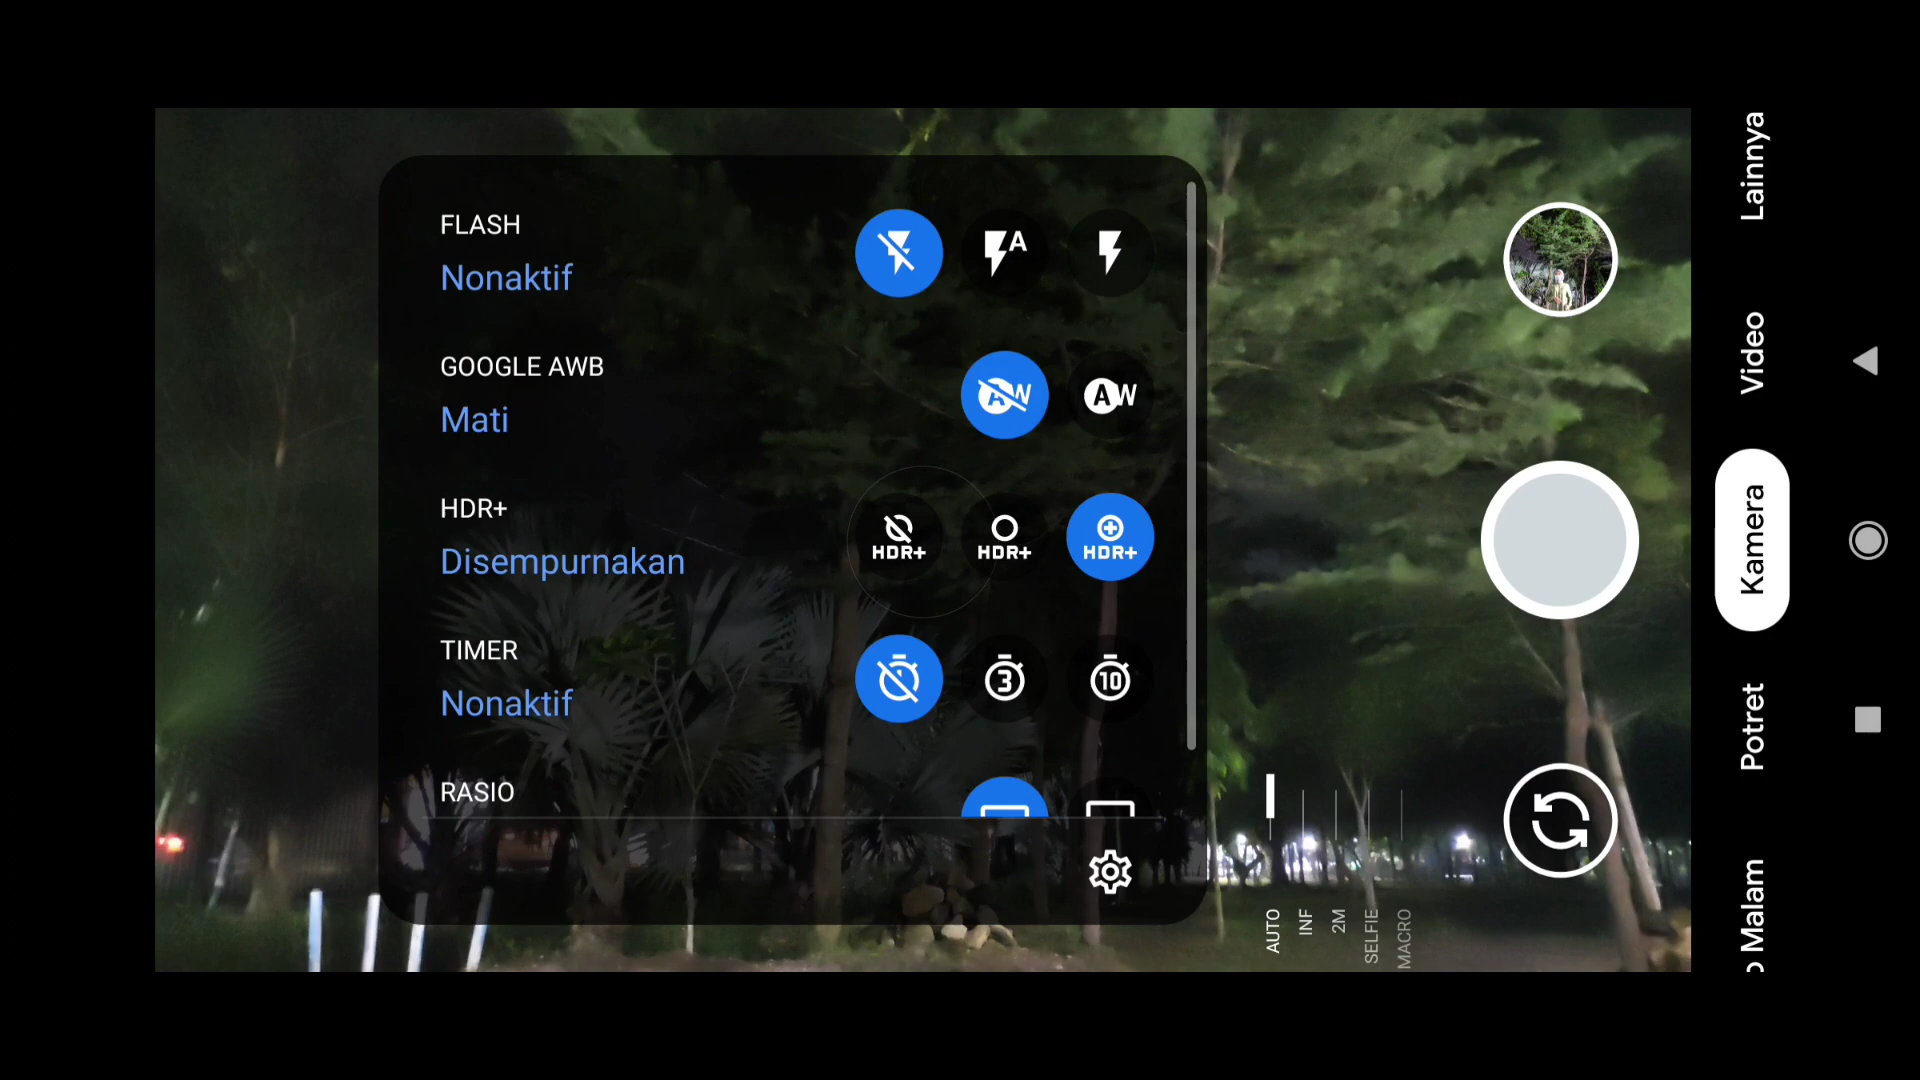 FLASH
Nonaktif
A
GOOGLE AWB
Mati
AW
AW
HDR+
Disempurnakan
HDR+
HDR+
HDR+
TIMER
Nonaktif
3
10
RASIO
AUTO
INF
2M
SELFIE
MACRO
Lainnya
Video
Kamera
Potret
o Malam